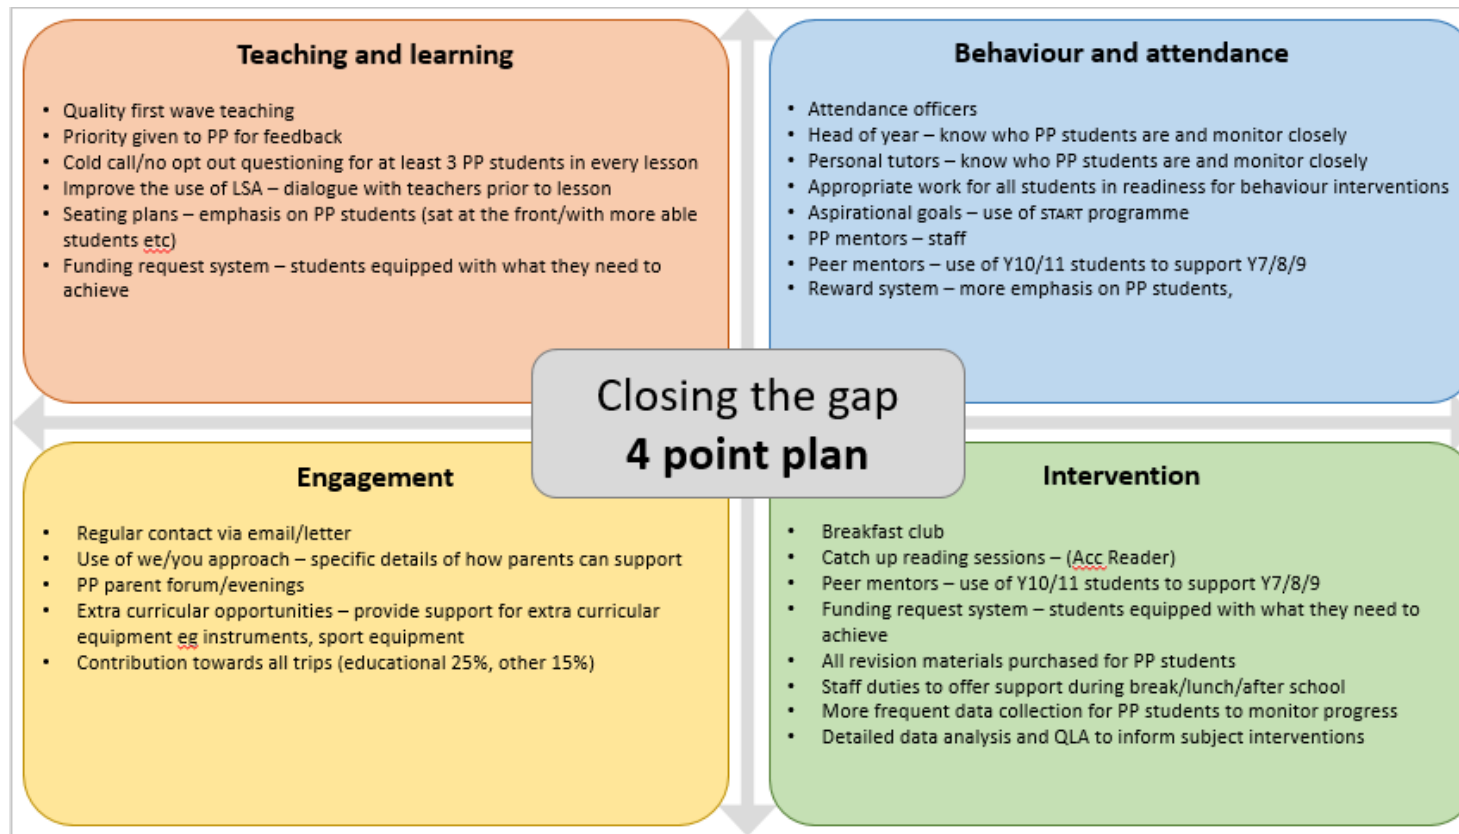 Teaching and learning
• Quality first wave teaching
• Priority given to PP for feedback
• Cold call/no opt out questioning for at least 3 PP students in every lesson
• Improve the use of LSA – dialogue with teachers prior to lesson
• Seating plans – emphasis on PP students (sat at the front/with more able
students etc)
• Funding request system – students equipped with what they need to
achieve
Behaviour and attendance
• Attendance officers
• Head of year – know who PP students are and monitor closely
• Personal tutors – know who PP students are and monitor closely
• Appropriate work for all students in readiness for behaviour interventions
• Aspirational goals – use of START programme
• PP mentors – staff
• Peer mentors – use of Y10/11 students to support Y7/8/9
• Reward system – more emphasis on PP students,
Closing the gap
4 point plan
Engagement
• Regular contact via email/letter
• Use of we/you approach – specific details of how parents can support
• PP parent forum/evenings
• Extra curricular opportunities – provide support for extra curricular
equipment eg instruments, sport equipment
• Contribution towards all trips (educational 25%, other 15%)
Intervention
• Breakfast club
• Catch up reading sessions – (Acc Reader)
• Peer mentors – use of Y10/11 students to support Y7/8/9
• Funding request system – students equipped with what they need to
achieve
• All revision materials purchased for PP students
• Staff duties to offer support during break/lunch/after school
• More frequent data collection for PP students to monitor progress
• Detailed data analysis and QLA to inform subject interventions